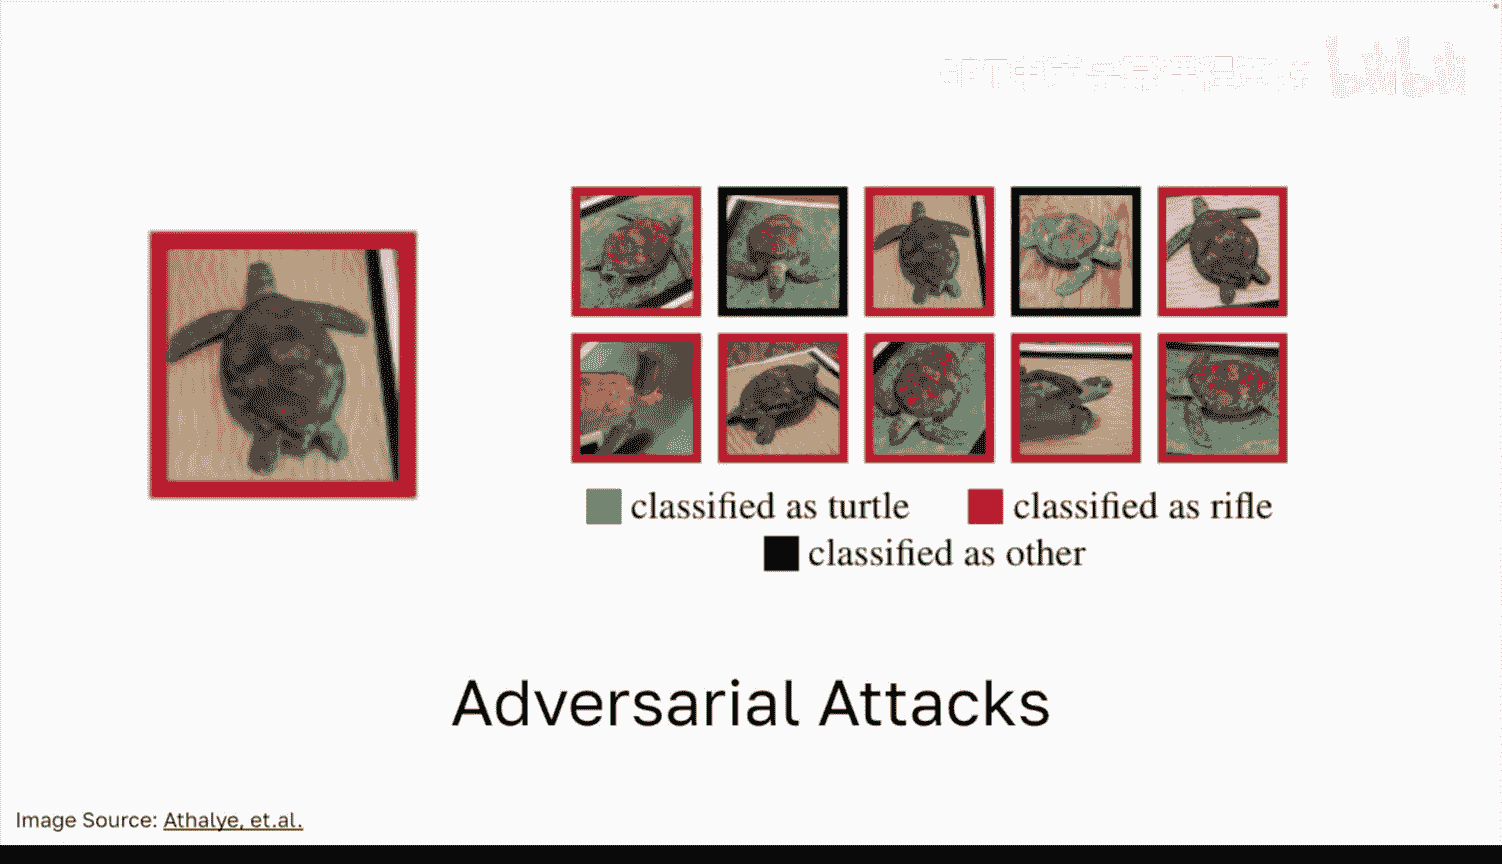 classified as turtle
classified as rifle
classified as other
Adversarial Attacks
Image Source: Athalye, et.al.